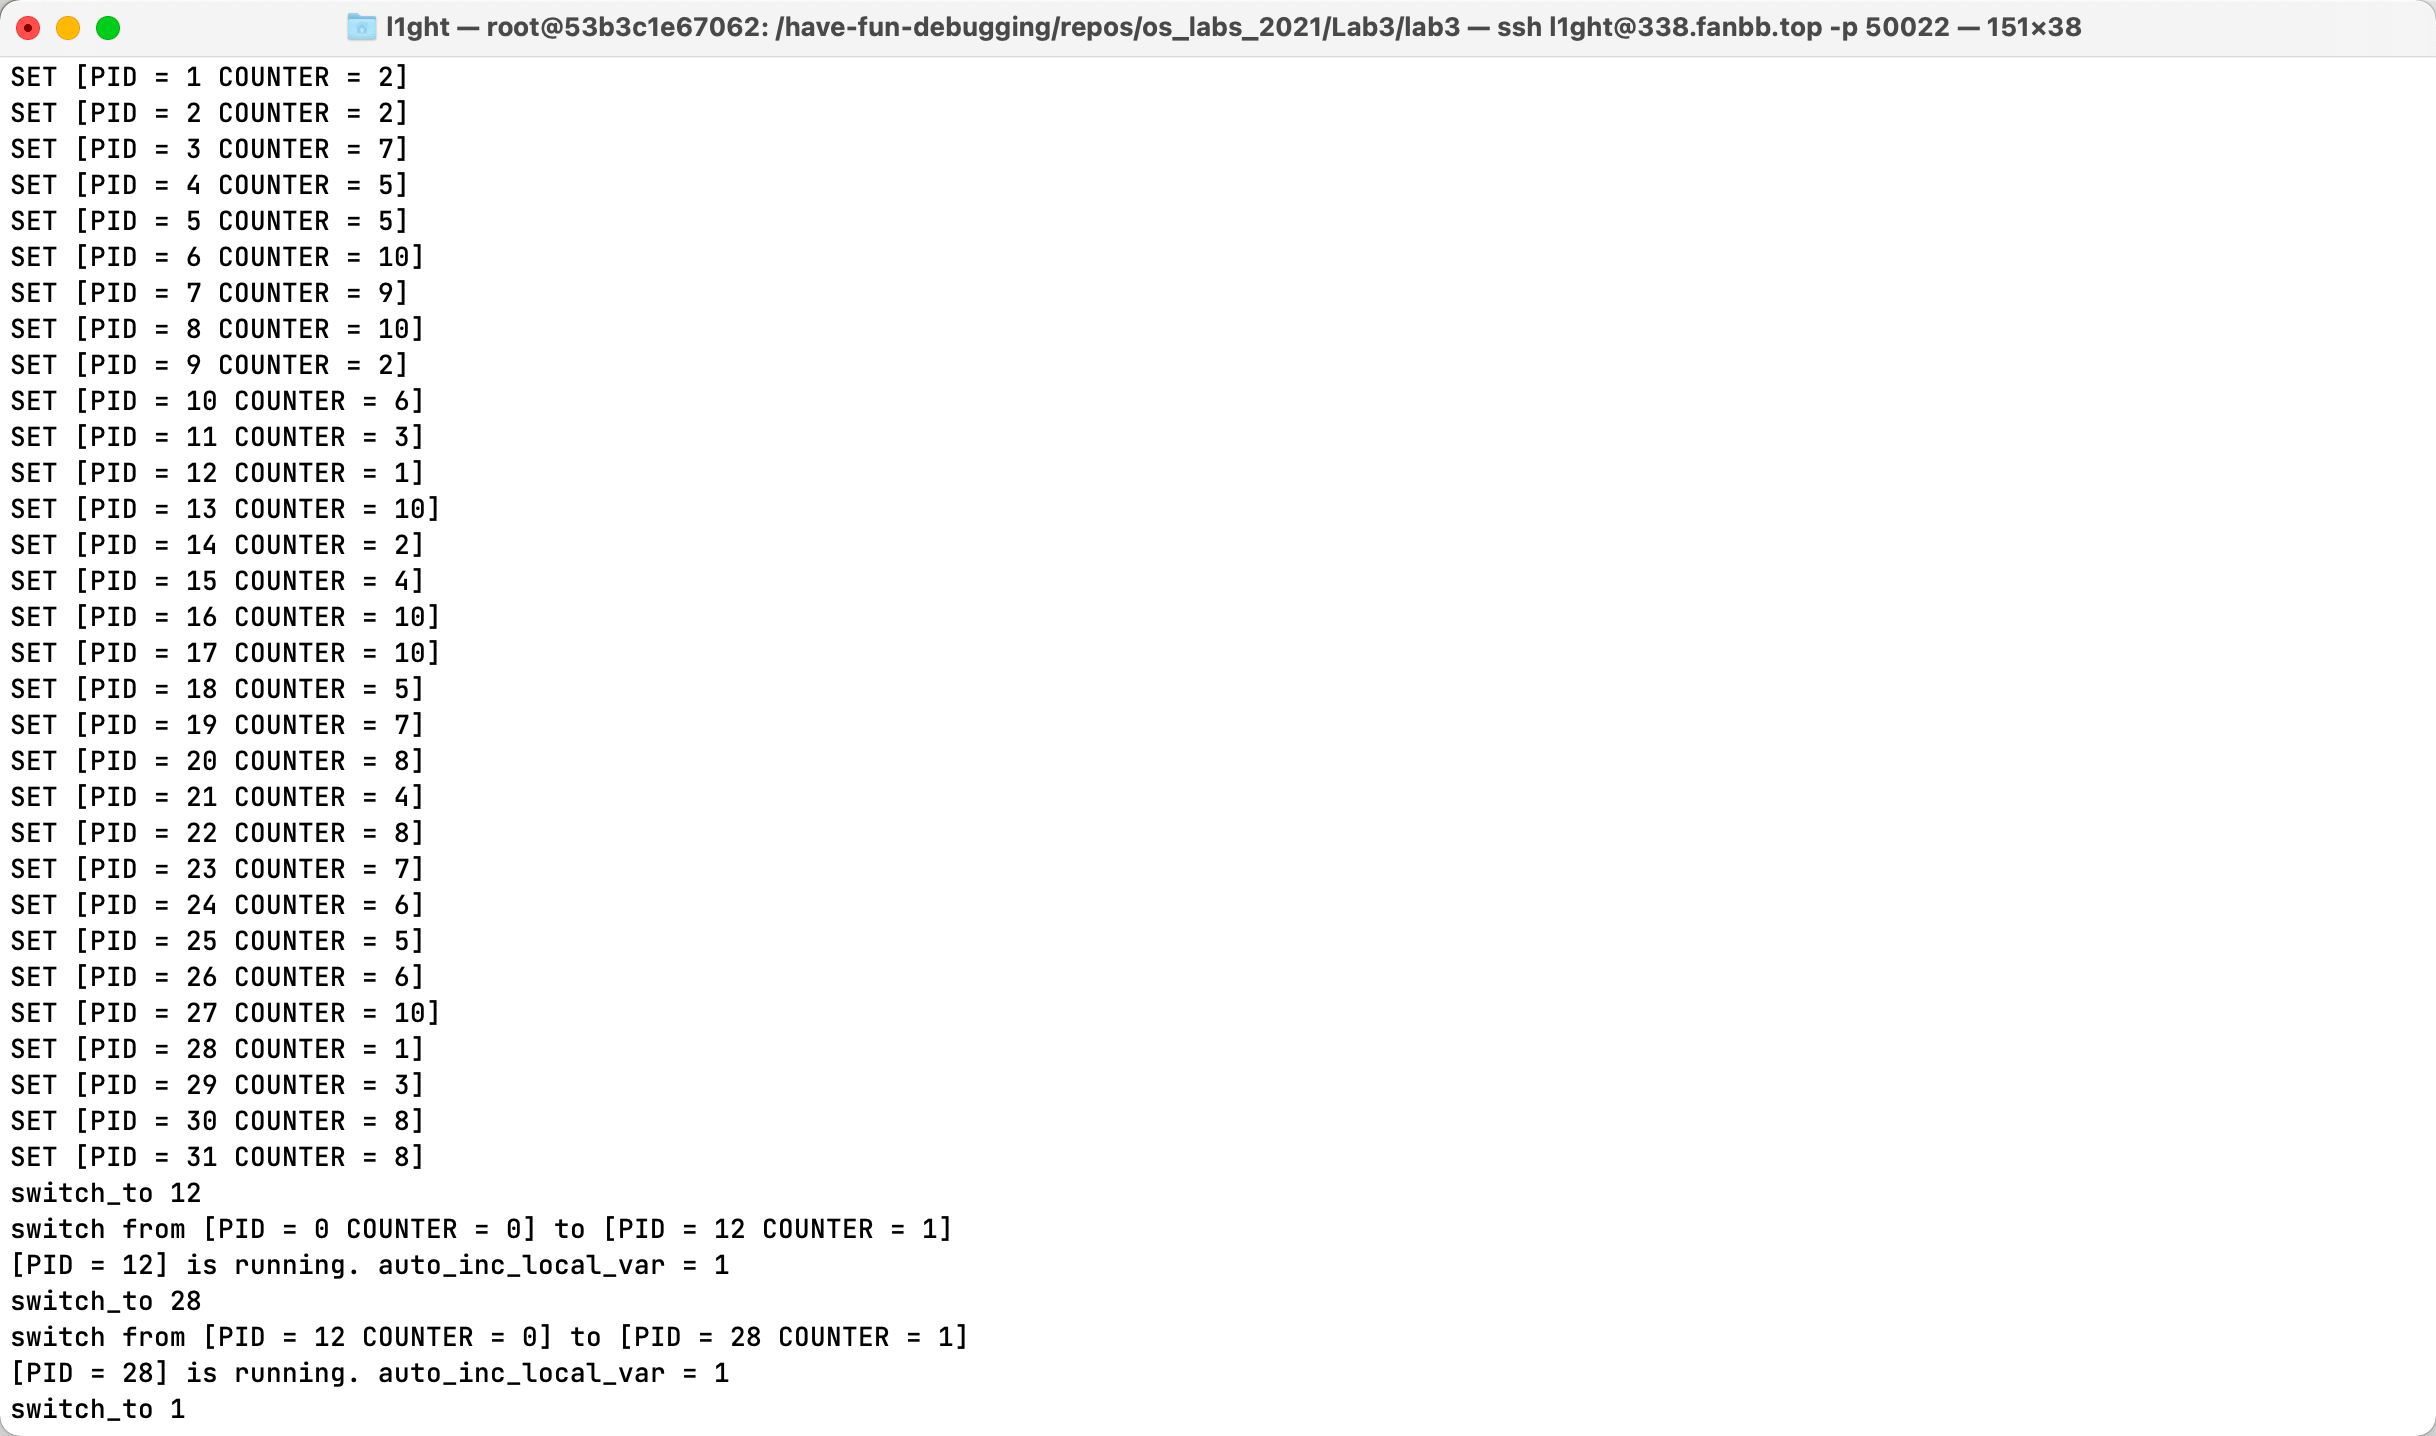 l1ght — root@53b3c1e67062: /have-fun-debugging/repos/os_labs_2021/Lab3/lab3 — ssh l1ght@338.fanbb.top -p 50022 — 151×38
SET [PID = 1 COUNTER = 2]
SET [PID = 2 COUNTER = 2]
SET [PID = 3 COUNTER = 7]
SET [PID = 4 COUNTER = 5]
SET [PID = 5 COUNTER = 5]
SET [PID = 6 COUNTER = 10]
SET [PID = 7 COUNTER = 9]
SET [PID = 8 COUNTER = 10]
SET [PID = 9 COUNTER = 2]
SET [PID = 10 COUNTER = 6]
SET [PID = 11 COUNTER = 3]
SET [PID = 12 COUNTER = 1]
SET [PID = 13 COUNTER = 10]
SET [PID = 14 COUNTER = 2]
SET [PID = 15 COUNTER = 4]
SET [PID = 16 COUNTER = 10]
SET [PID = 17 COUNTER = 10]
SET [PID = 18 COUNTER = 5]
SET [PID = 19 COUNTER = 7]
SET [PID = 20 COUNTER = 8]
SET [PID = 21 COUNTER = 4]
SET [PID = 22 COUNTER = 8]
SET [PID = 23 COUNTER = 7]
SET [PID = 24 COUNTER = 6]
SET [PID = 25 COUNTER = 5]
SET [PID = 26 COUNTER = 6]
SET [PID = 27 COUNTER = 10]
SET [PID = 28 COUNTER = 1]
SET [PID = 29 COUNTER = 3]
SET [PID = 30 COUNTER = 8]
SET [PID = 31 COUNTER = 8]
switch_to 12
switch from [PID = 0 COUNTER = 0] to [PID = 12 COUNTER = 1]
[PID = 12] is running. auto_inc_local_var = 1
switch_to 28
switch from [PID = 12 COUNTER = 0] to [PID = 28 COUNTER = 1]
[PID = 28] is running. auto_inc_local_var = 1
switch_to 1